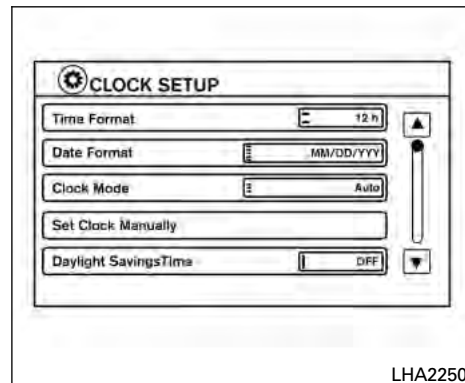 CLOCK SETUP
Time Format 12 h
Date Format MM/DD/YYY
Clock Mode Auto
Set Clock Manually
Daylight SavingsTime OFF
LHA2250